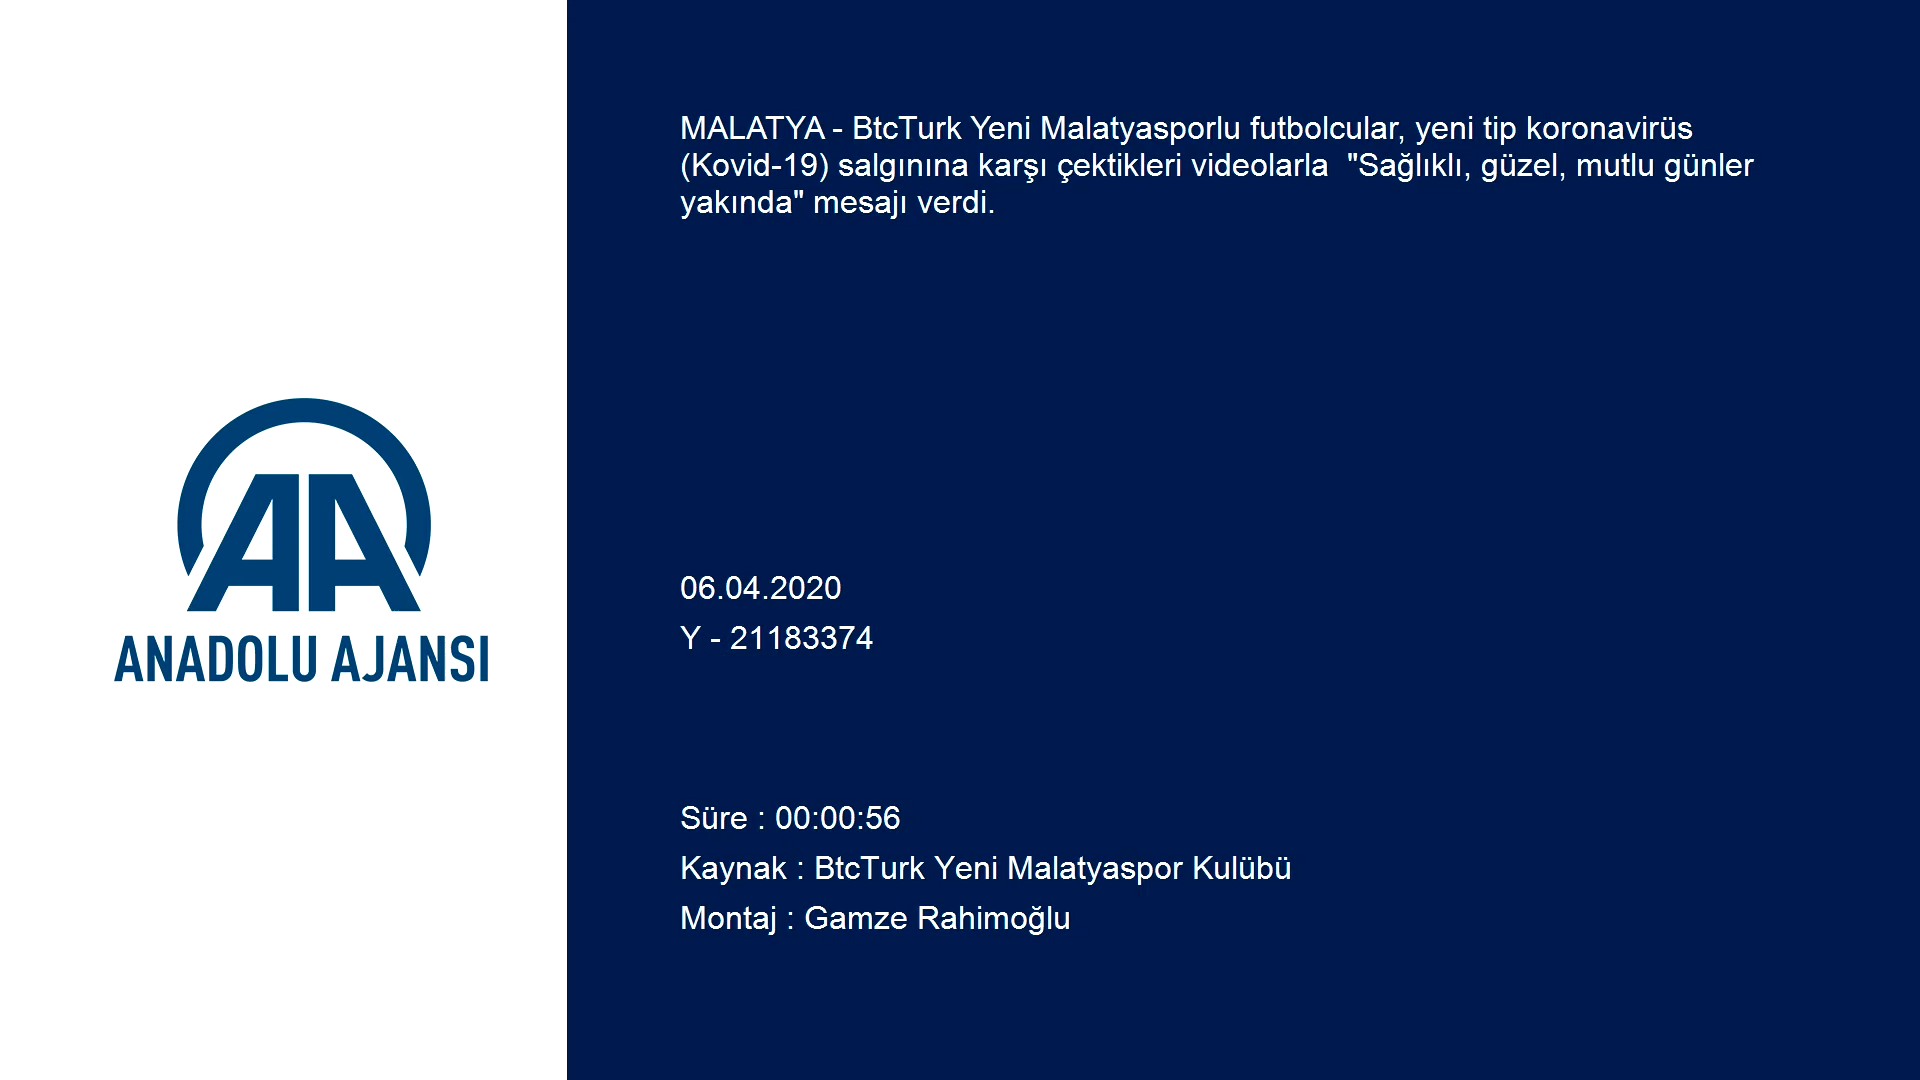 MALATYA - BtcTurk Yeni Malatyasporlu futbolcular, yeni tip koronavirüs
(Kovid-19) salgınına karşı çektikleri videolarla  "Sağlıklı, güzel, mutlu günler
yakında" mesajı verdi.
AA
ANADOLU AJANSI
06.04.2020
Y - 21183374
Süre : 00:00:56
Kaynak : BtcTurk Yeni Malatyaspor Kulübü
Montaj : Gamze Rahimoğlu